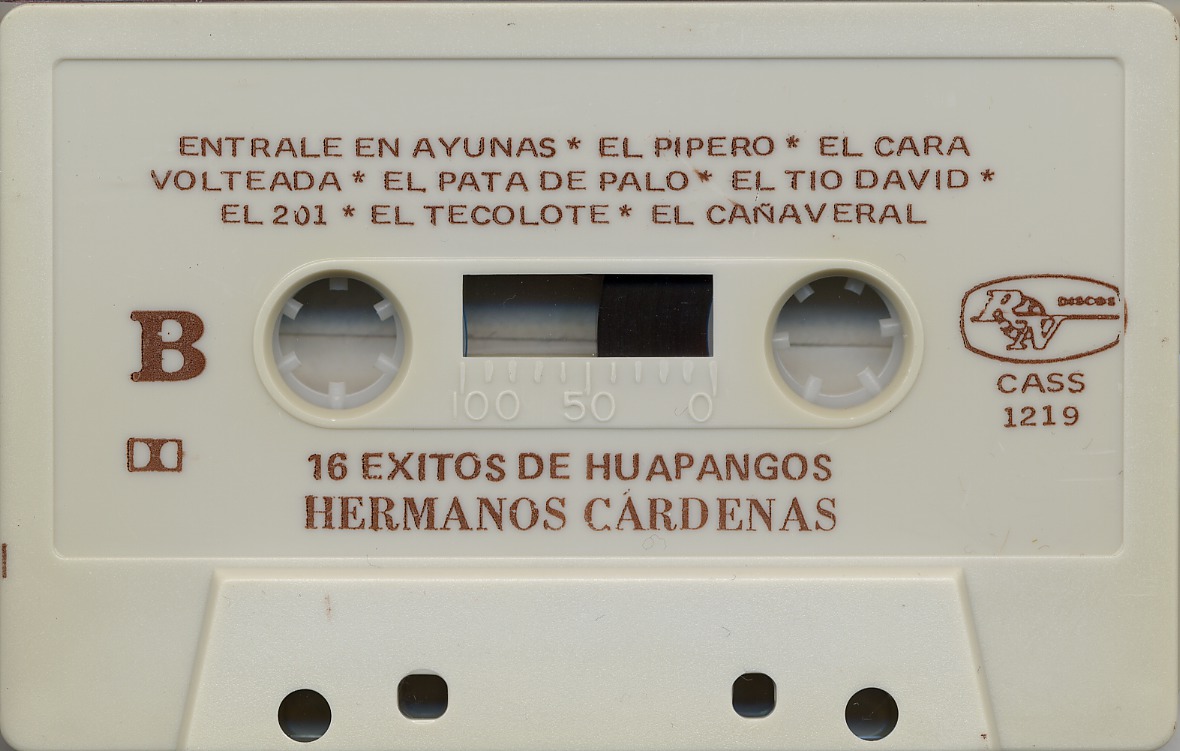 ENTRALE EN AYUNAS * EL PIPERO * EL CARA
VOLTEADA * EL PATA DE PALO * EL TIO DAVID *
EL 201 * EL TECOLOTE * EL CAÑAVERAL
B
DISCOS
CASS
1219
100 50 0
16 EXITOS DE HUAPANGOS
HERMANOS CÁRDENAS